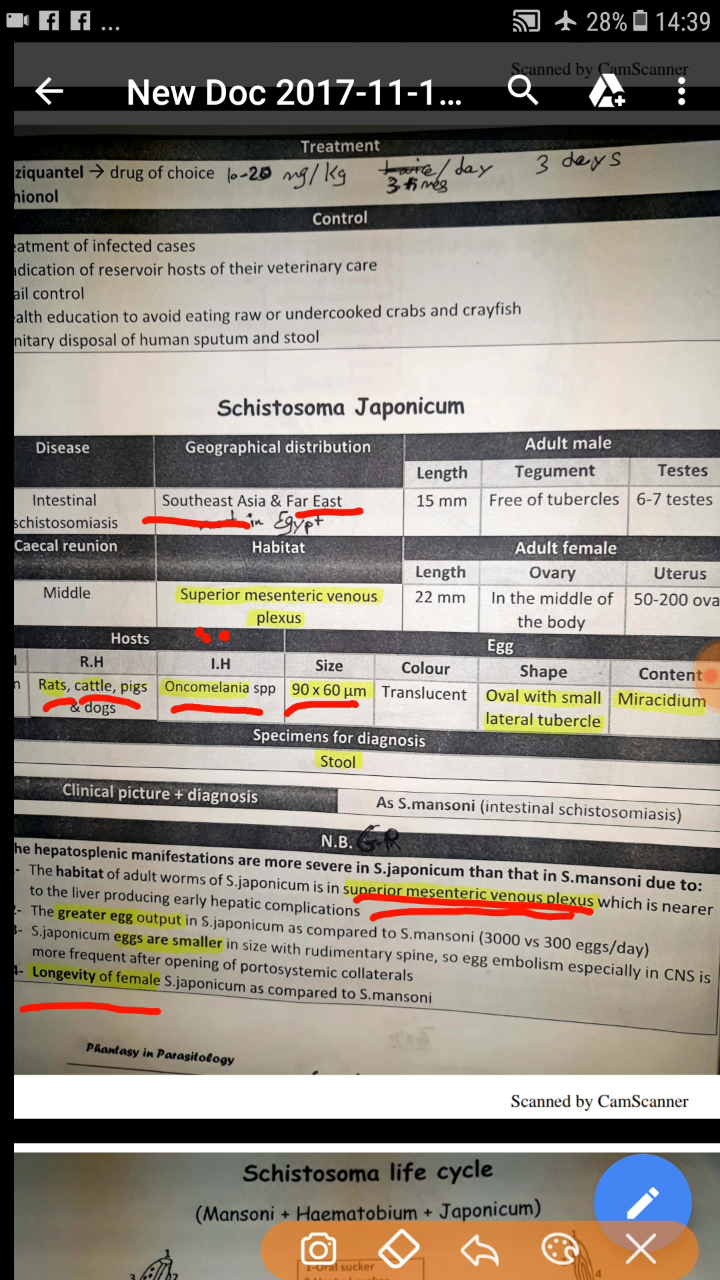 ... 28% 14:39
Scanned by CamScanner
New Doc 2017-11-1...
Treatment
ziquantel → drug of choice 10-20 mg/kg twice/day 3 days
3 times
hionol
Control
eatment of infected cases
adication of reservoir hosts of their veterinary care
ail control
ealth education to avoid eating raw or undercooked crabs and crayfish
nitary disposal of human sputum and stool
Schistosoma Japonicum
Disease Geographical distribution Adult male
Length Tegument Testes
Intestinal schistosomiasis Southeast Asia & Far East 15 mm Free of tubercles 6-7 testes
in Egypt
Caecal reunion Habitat Adult female
Length Ovary Uterus
Middle Superior mesenteric venous plexus 22 mm In the middle of the body 50-200 ova
Hosts Egg
R.H I.H Size Colour Shape Content
n Rats, cattle, pigs & dogs Oncomelania spp 90 x 60 µm Translucent Oval with small lateral tubercle Miracidium
Specimens for diagnosis
Stool
Clinical picture + diagnosis As S.mansoni (intestinal schistosomiasis)
N.B.
he hepatosplenic manifestations are more severe in S.japonicum than that in S.mansoni due to:
- The habitat of adult worms of S.japonicum is in superior mesenteric venous plexus which is nearer
to the liver producing early hepatic complications
- The greater egg output in S.japonicum as compared to S.mansoni (3000 vs 300 eggs/day)
- S.japonicum eggs are smaller in size with rudimentary spine, so egg embolism especially in CNS is
more frequent after opening of portosystemic collaterals
4- Longevity of female S.japonicum as compared to S.mansoni
Phantasy in Parasitology
Scanned by CamScanner
Schistosoma life cycle
(Mansoni + Haematobium + Japonicum)
1-Oral sucker